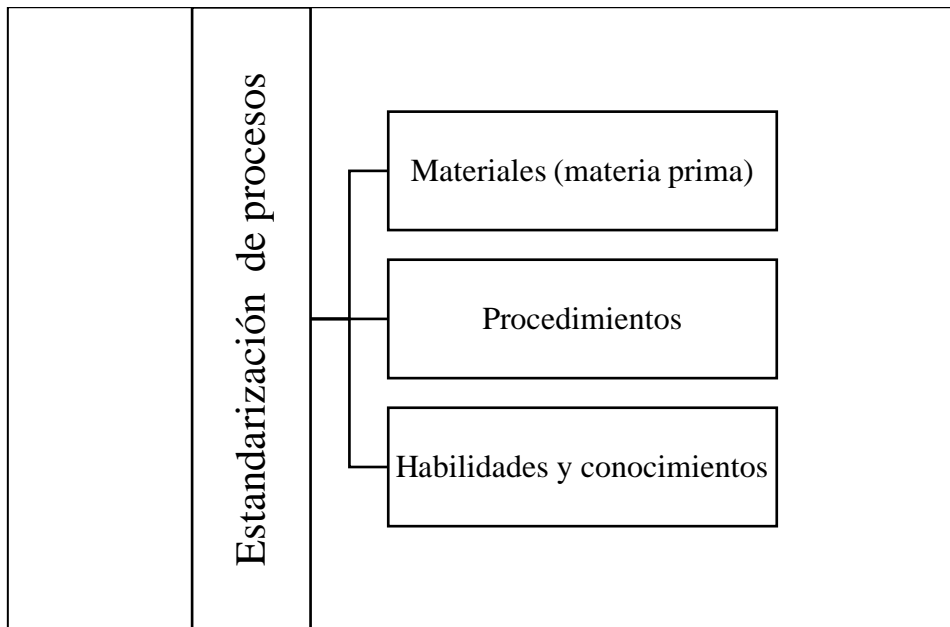 Estandarización de procesos
Materiales (materia prima)
Procedimientos
Habilidades y conocimientos